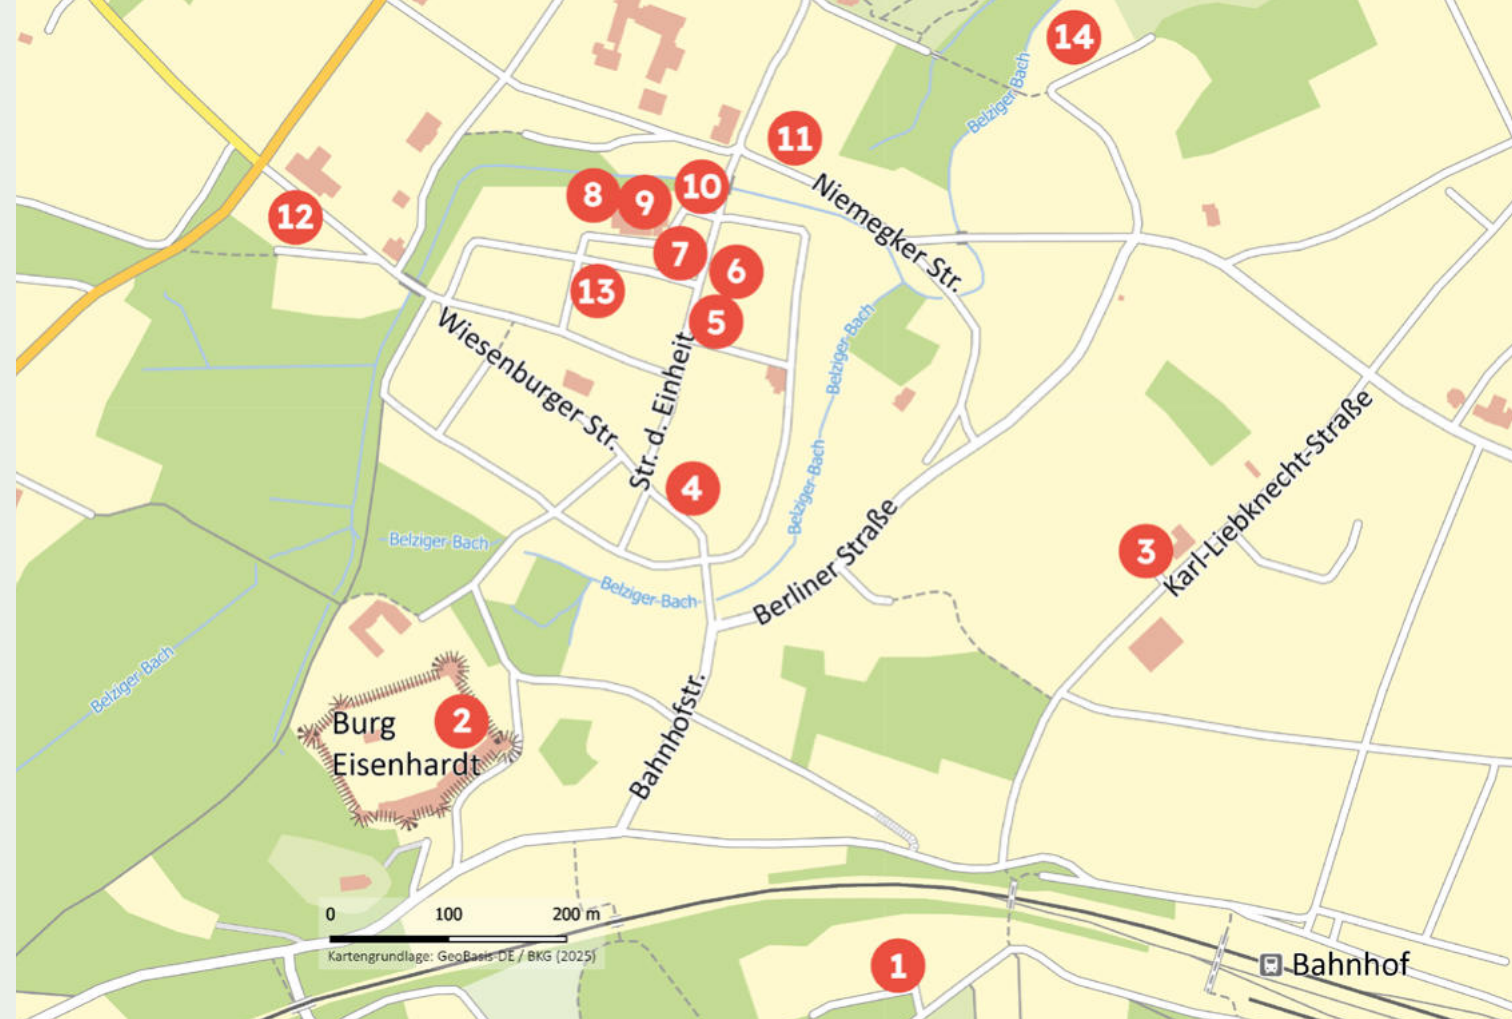 14
Belziger Bach
11
10
8
9
Niemegker Str.
12
7
6
13
5
Wiesenburger Str.
Str. d. Einheit
Belziger-Bach
Karl-Liebknecht-Straße
4
Belziger-Bach
Belziger-Bach
Berliner Straße
3
Belziger-Bach
Belziger-Bach
2
Burg
Eisenhardt
Bahnhofstr.
0 100 200 m
Kartengrundlage: GeoBasis-DE / BKG (2025)
1
Bahnhof